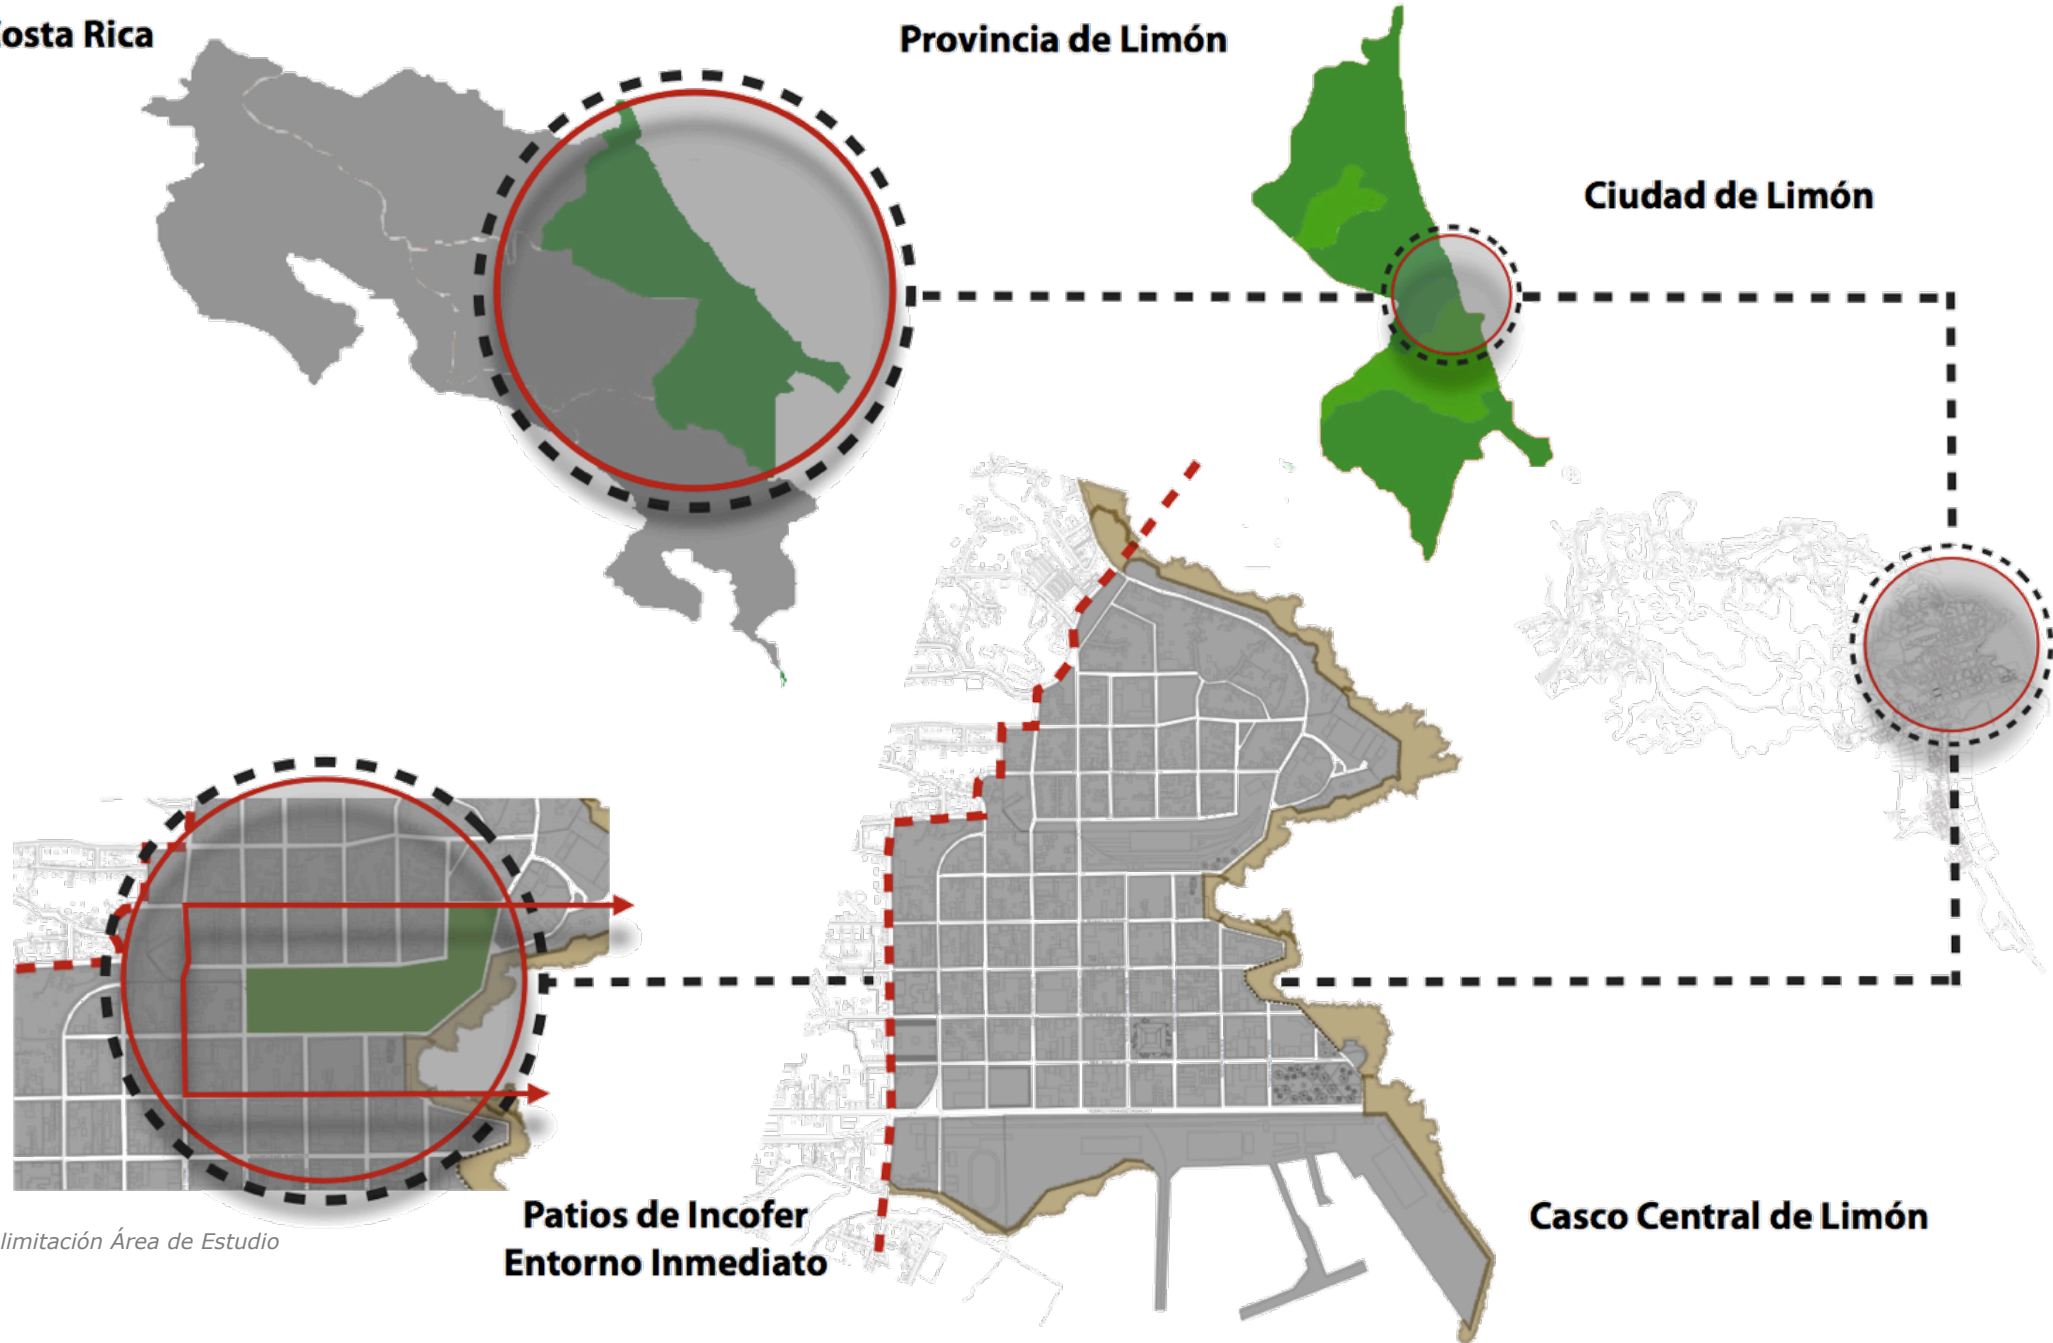 osta Rica
Provincia de Limón
Ciudad de Limón
Patios de Incofer
Entorno Inmediato
Casco Central de Limón
limitación Área de Estudio